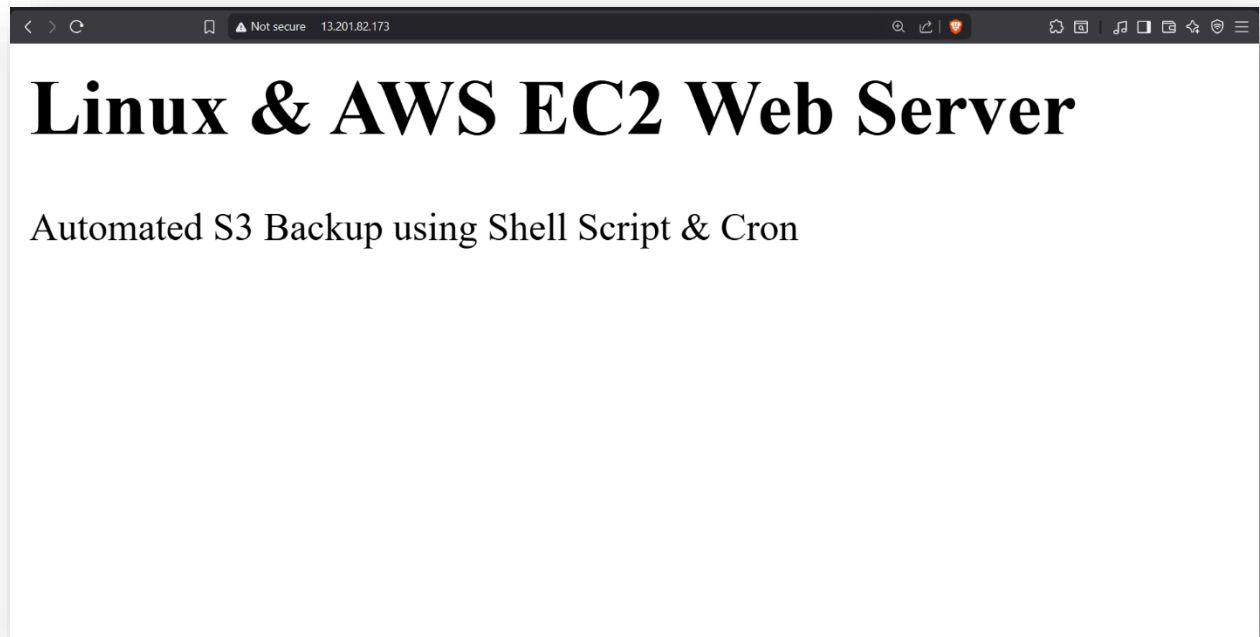 Not secure 13.201.82.173
Linux & AWS EC2 Web Server
Automated S3 Backup using Shell Script & Cron